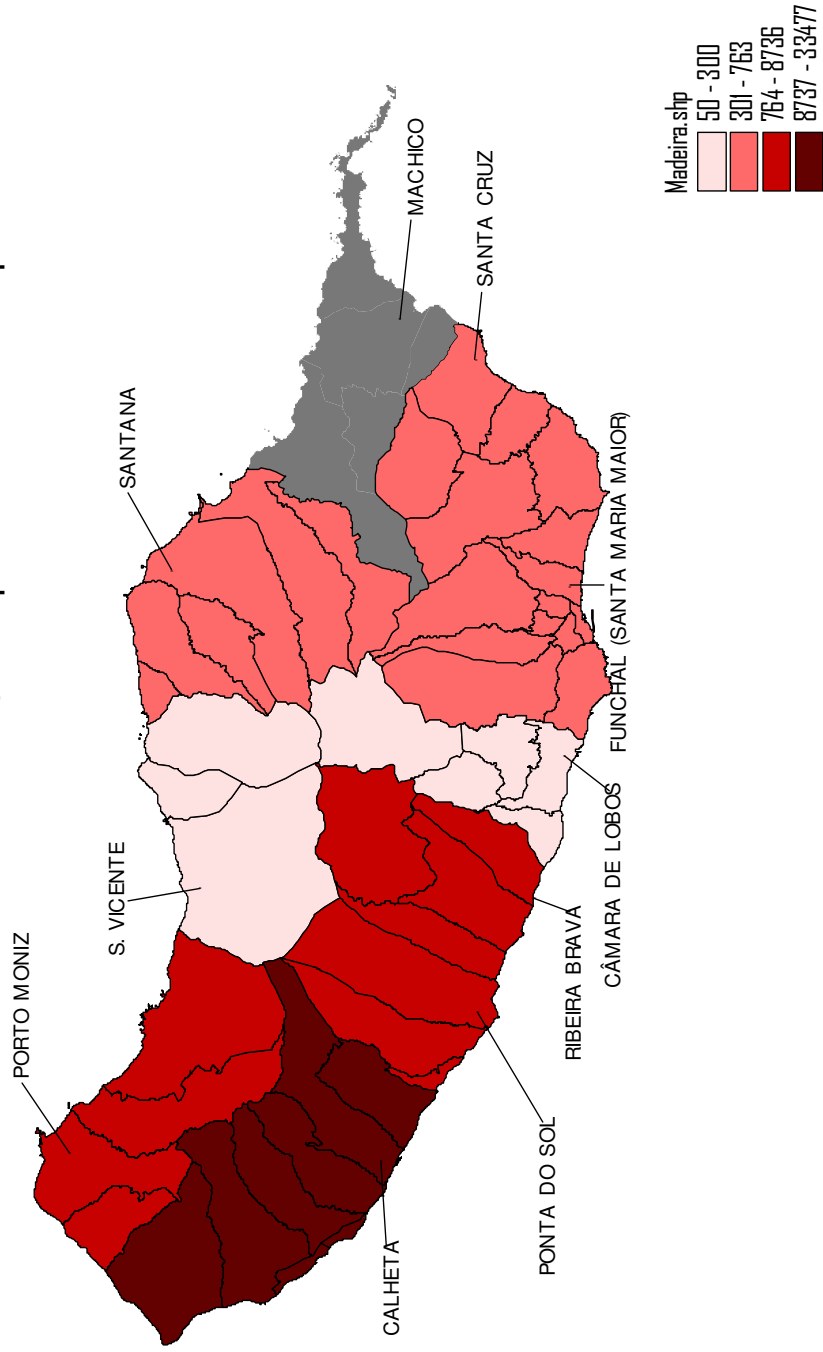 PORTO MONIZ
S. VICENTE
SANTANA
MACHICO
SANTA CRUZ
FUNCHAL (SANTA MARIA MAIOR)
CÂMARA DE LOBOS
RIBEIRA BRAVA
PONTA DO SOL
CALHETA
Madeira.shp
50 - 300
301 - 763
764 - 8736
8737 - 33477